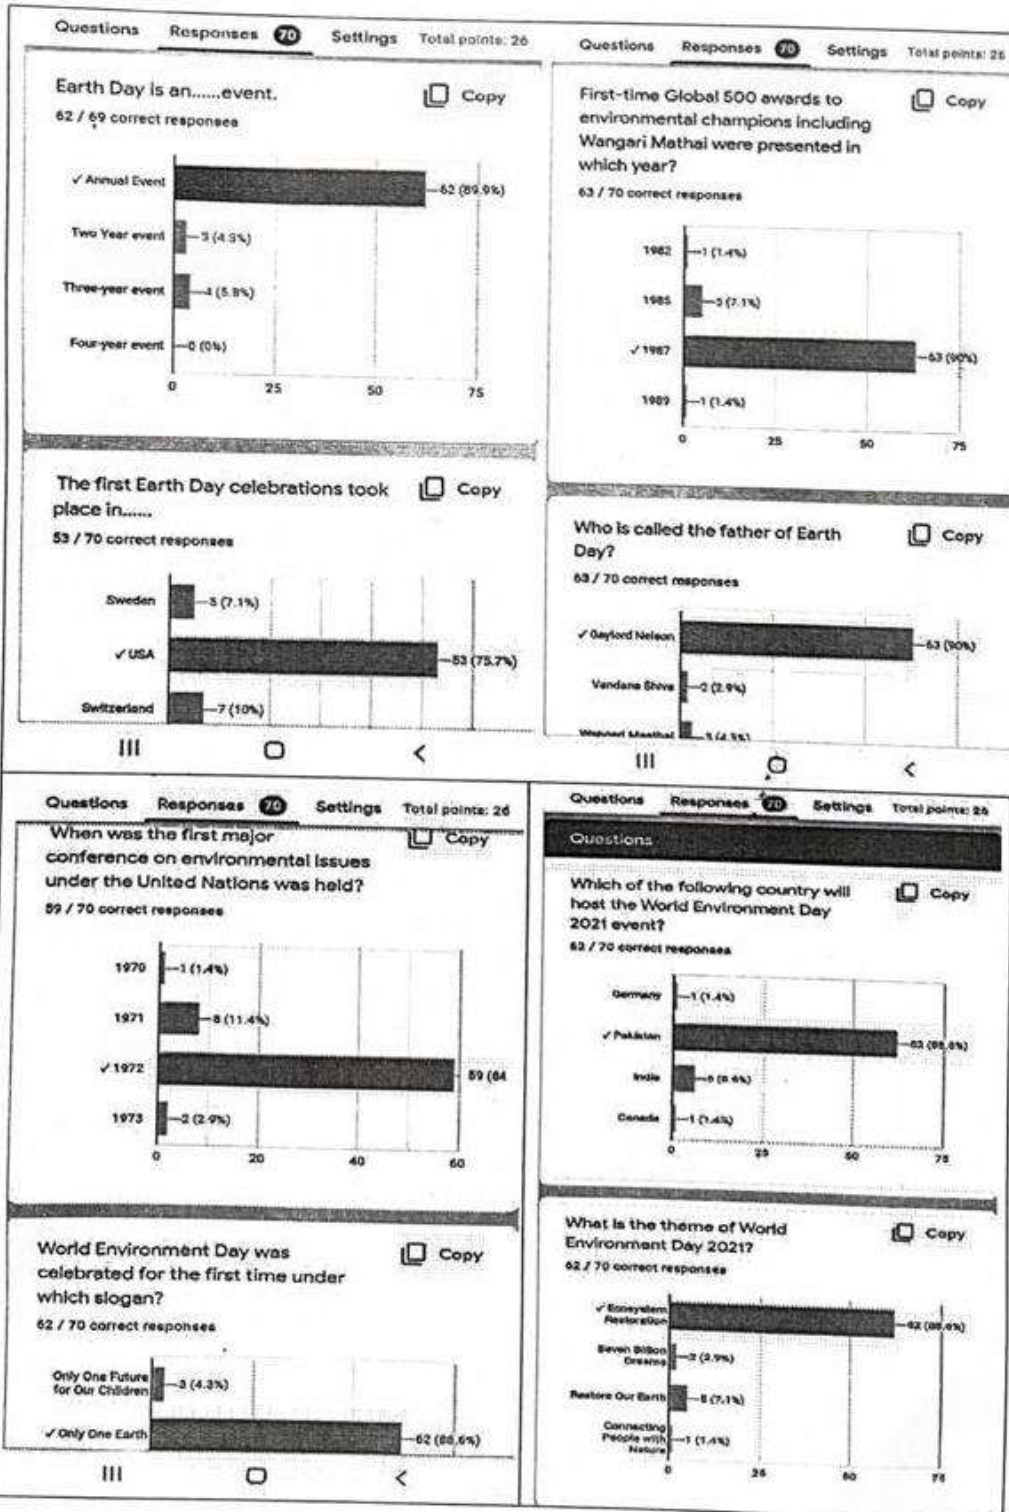 Questions Responses 70 Settings Total points: 26
Earth Day is an......event.
Copy
62 / 69 correct responses
✓ Annual Event 62 (89.9%)
Two Year event 3 (4.3%)
Three-year event 4 (5.8%)
Four-year event 0 (0%)
0 25 50 75
The first Earth Day celebrations took
place in......
Copy
53 / 70 correct responses
Sweden 5 (7.1%)
✓ USA 53 (75.7%)
Switzerland 7 (10%)
Questions Responses 70 Settings Total points: 26
First-time Global 500 awards to
environmental champions including
Wangari Mathai were presented in
which year?
Copy
63 / 70 correct responses
1982 1 (1.4%)
1985 5 (7.1%)
✓ 1987 63 (90%)
1989 1 (1.4%)
0 25 50 75
Who is called the father of Earth
Day?
Copy
63 / 70 correct responses
✓ Gaylord Nelson 63 (90%)
Vandana Shiva 2 (2.9%)
3 (4.3%)
Questions Responses 70 Settings Total points: 26
When was the first major
conference on environmental issues
under the United Nations was held?
Copy
59 / 70 correct responses
1970 1 (1.4%)
1971 8 (11.4%)
✓ 1972 59 (84
1973 2 (2.9%)
0 20 40 60
World Environment Day was
celebrated for the first time under
which slogan?
Copy
62 / 70 correct responses
Only One Future
for Our Children 3 (4.3%)
✓ Only One Earth 62 (88.6%)
Questions Responses 70 Settings Total points: 26
Questions
Which of the following country will
host the World Environment Day
2021 event?
Copy
62 / 70 correct responses
Germany 1 (1.4%)
✓ Pakistan 62 (88.6%)
India 6 (8.6%)
Canada 1 (1.4%)
0 25 50 75
What is the theme of World
Environment Day 2021?
Copy
62 / 70 correct responses
✓ Ecosystem
Restoration 62 (88.6%)
Seven Billion
Dreams 2 (2.9%)
Restore Our Earth 5 (7.1%)
Connecting
People with
Nature 1 (1.4%)
0 25 50 75